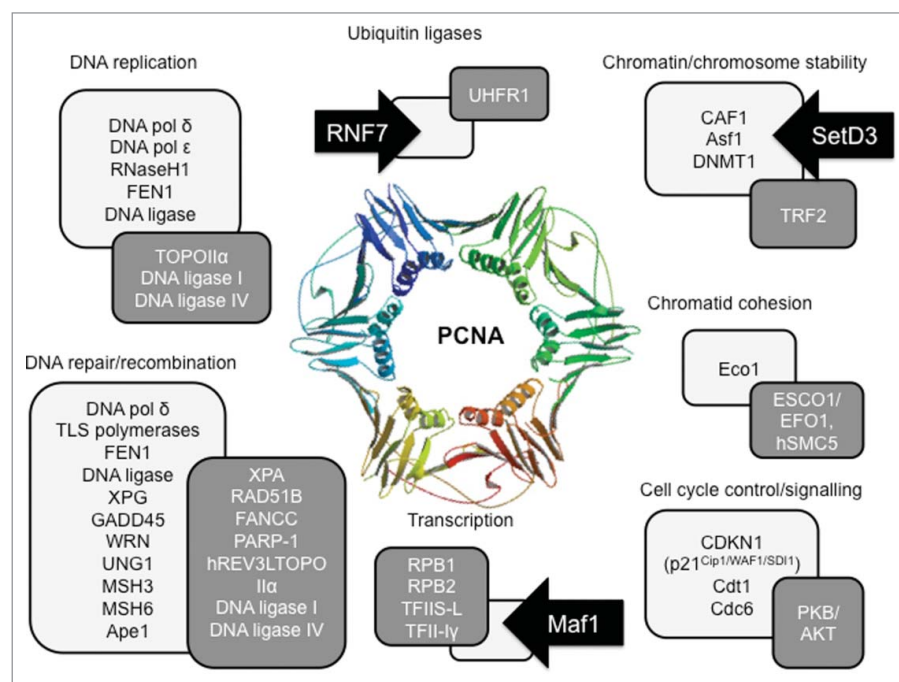 Ubiquitin ligases
UHFR1
RNF7
DNA replication
DNA pol δ
DNA pol ε
RNaseH1
FEN1
DNA ligase
TOPOIIα
DNA ligase I
DNA ligase IV
Chromatin/chromosome stability
CAF1
Asf1
DNMT1
SetD3
TRF2
PCNA
Chromatid cohesion
Eco1
ESCO1/
EFO1,
hSMC5
DNA repair/recombination
DNA pol δ
TLS polymerases
FEN1
DNA ligase
XPG
GADD45
WRN
UNG1
MSH3
MSH6
Ape1
XPA
RAD51B
FANCC
PARP-1
hREV3LTOPO
IIα
DNA ligase I
DNA ligase IV
Transcription
RPB1
RPB2
TFIIS-L
TFII-Iγ
Maf1
Cell cycle control/signalling
CDKN1
(p21Cip1/WAF1/SDI1)
Cdt1
Cdc6
PKB/
AKT